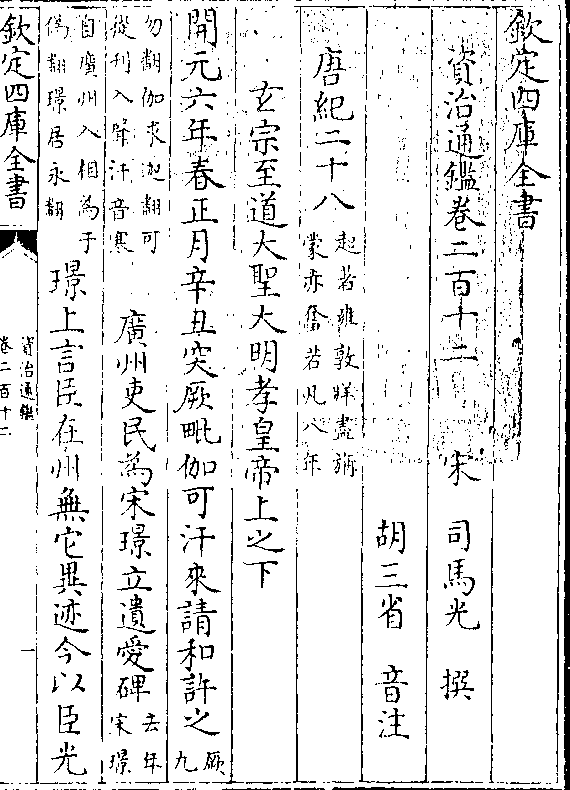 欽定四庫全書
資治通鑑卷二百十二 宋 司馬光 撰
胡三省 音注
唐紀二十八 起著雍敦牂盡旃蒙赤奮若凡八年
玄宗至道大聖大明孝皇帝上之下
開元六年春正月辛丑突厥毗伽可汗來請和許之 厥九
勿翻伽求迦翻可從刋入聲汗音寒 廣州吏民為宋璟立遺愛碑 去年宋璟
自廣州入相為于偽翻璟居永翻 璟上言臣在州無它異迹今以臣光
欽定四庫全書
資治通鑑
卷二百十二
一